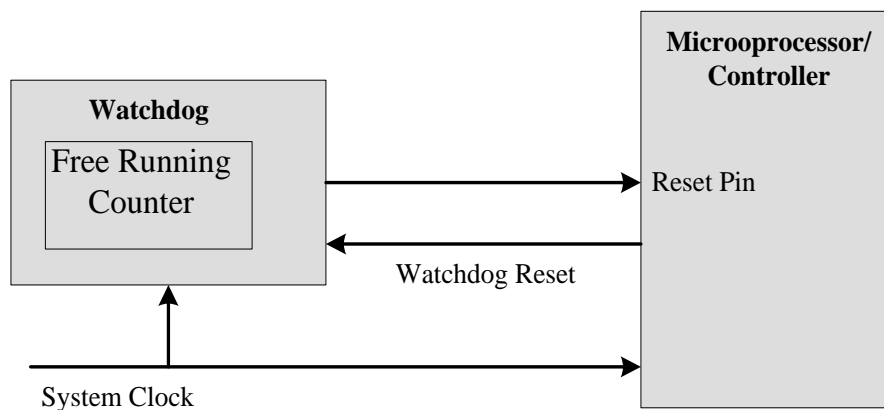 Microoprocessor/
Controller
Watchdog
Free Running
Counter
Reset Pin
Watchdog Reset
System Clock